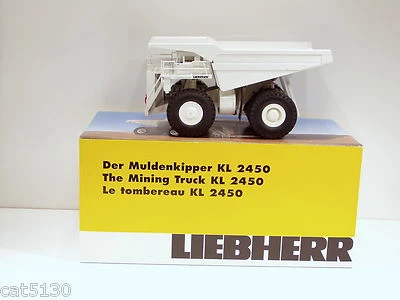 LIEBHERR
Der Muldenkipper KL 2450
The Mining Truck KL 2450
Le tombereau KL 2450
LIEBHERR
cat5130